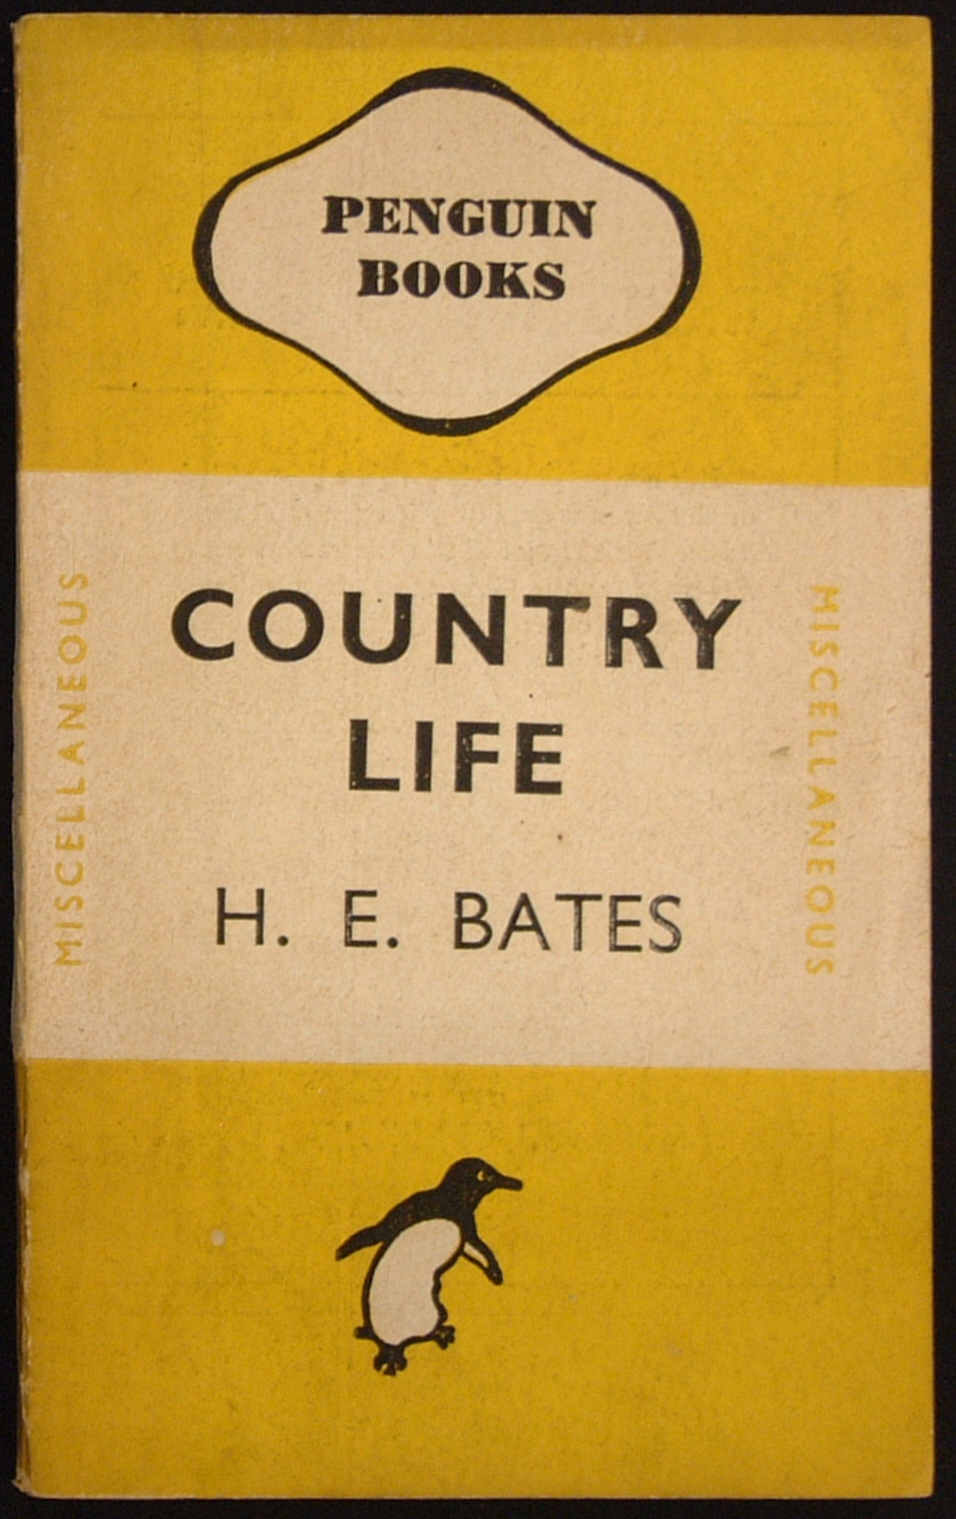 PENGUIN
BOOKS
MISCELLANEOUS
COUNTRY
LIFE
H. E. BATES
MISCELLANEOUS